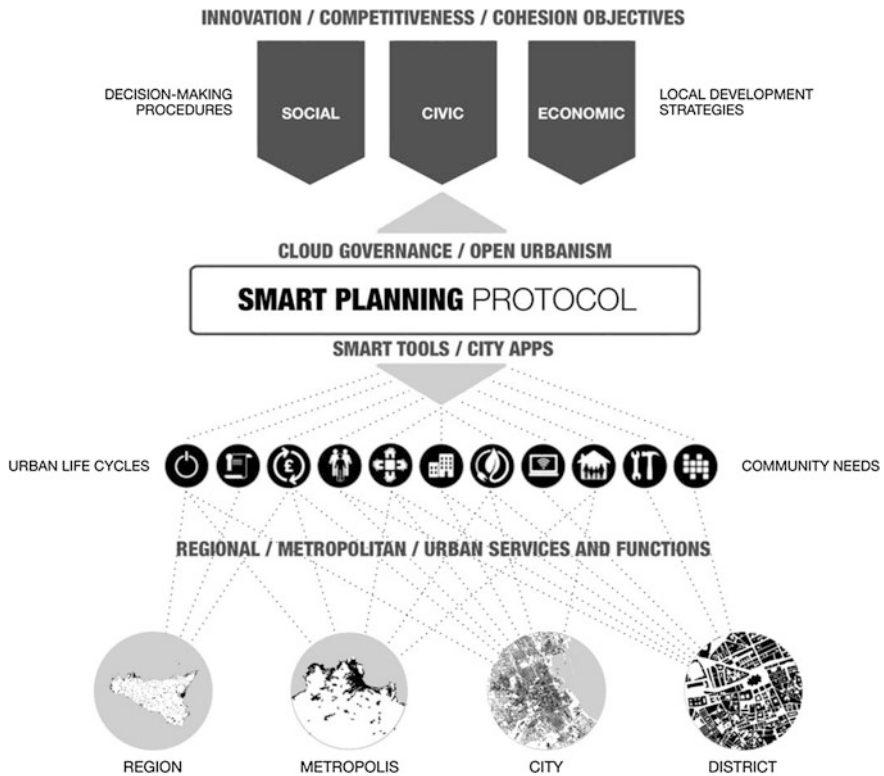 INNOVATION / COMPETITIVENESS / COHESION OBJECTIVES
DECISION-MAKING
PROCEDURES
SOCIAL
CIVIC
ECONOMIC
LOCAL DEVELOPMENT
STRATEGIES
CLOUD GOVERNANCE / OPEN URBANISM
SMART PLANNING PROTOCOL
SMART TOOLS / CITY APPS
URBAN LIFE CYCLES
£
COMMUNITY NEEDS
REGIONAL / METROPOLITAN / URBAN SERVICES AND FUNCTIONS
REGION
METROPOLIS
CITY
DISTRICT